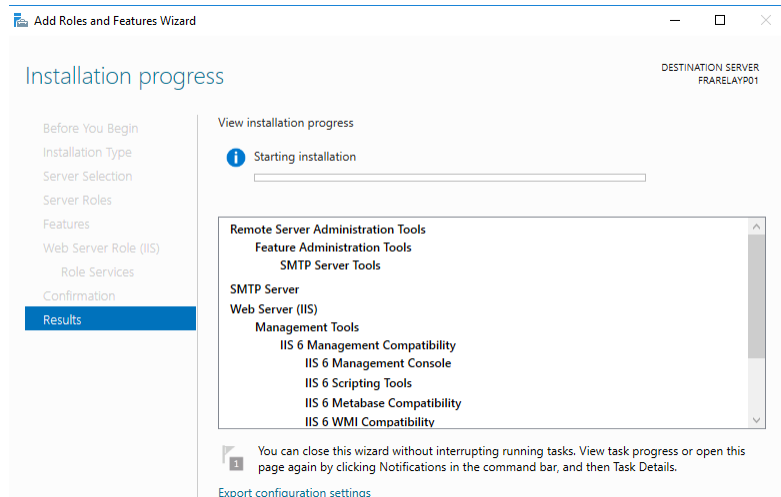 Add Roles and Features Wizard
Installation progress
DESTINATION SERVER
FRARELAYP01
Before You Begin
Installation Type
Server Selection
Server Roles
Features
Web Server Role (IIS)
Role Services
Confirmation
Results
View installation progress
Starting installation
Remote Server Administration Tools
Feature Administration Tools
SMTP Server Tools
SMTP Server
Web Server (IIS)
Management Tools
IIS 6 Management Compatibility
IIS 6 Management Console
IIS 6 Scripting Tools
IIS 6 Metabase Compatibility
IIS 6 WMI Compatibility
1
You can close this wizard without interrupting running tasks. View task progress or open this
page again by clicking Notifications in the command bar, and then Task Details.
Export configuration settings